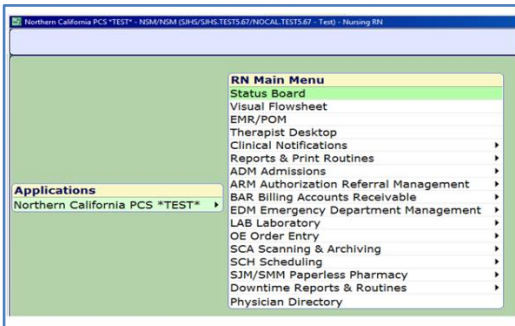 Northern California PCS *TEST* - NSM/NSM (SJHS/SJHS.TEST5.67/NOCAL.TEST5.67 - Test) - Nursing RN
RN Main Menu
Status Board
Visual Flowsheet
EMR/POM
Therapist Desktop
Clinical Notifications
Reports & Print Routines
ADM Admissions
ARM Authorization Referral Management
BAR Billing Accounts Receivable
EDM Emergency Department Management
LAB Laboratory
OE Order Entry
SCA Scanning & Archiving
SCH Scheduling
SJM/SMM Paperless Pharmacy
Downtime Reports & Routines
Physician Directory
Applications
Northern California PCS *TEST*